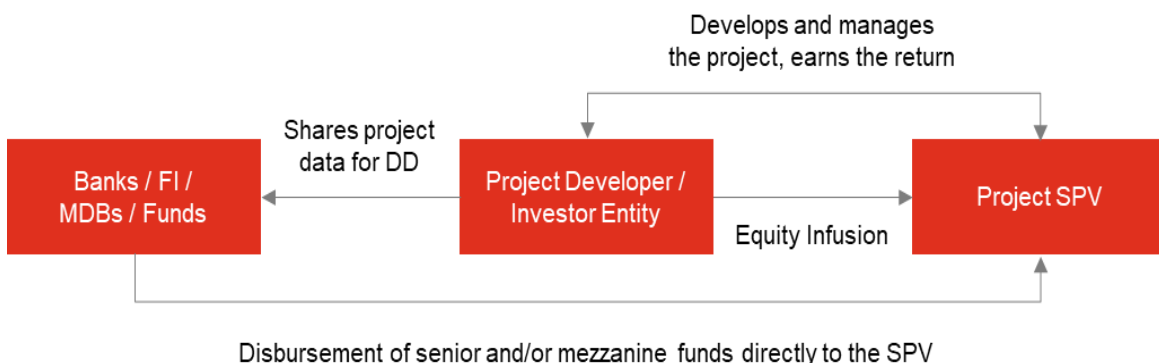 Develops and manages
the project, earns the return
Shares project
data for DD
Banks / FI /
MDBs / Funds
Project Developer /
Investor Entity
Project SPV
Equity Infusion
Disbursement of senior and/or mezzanine funds directly to the SPV